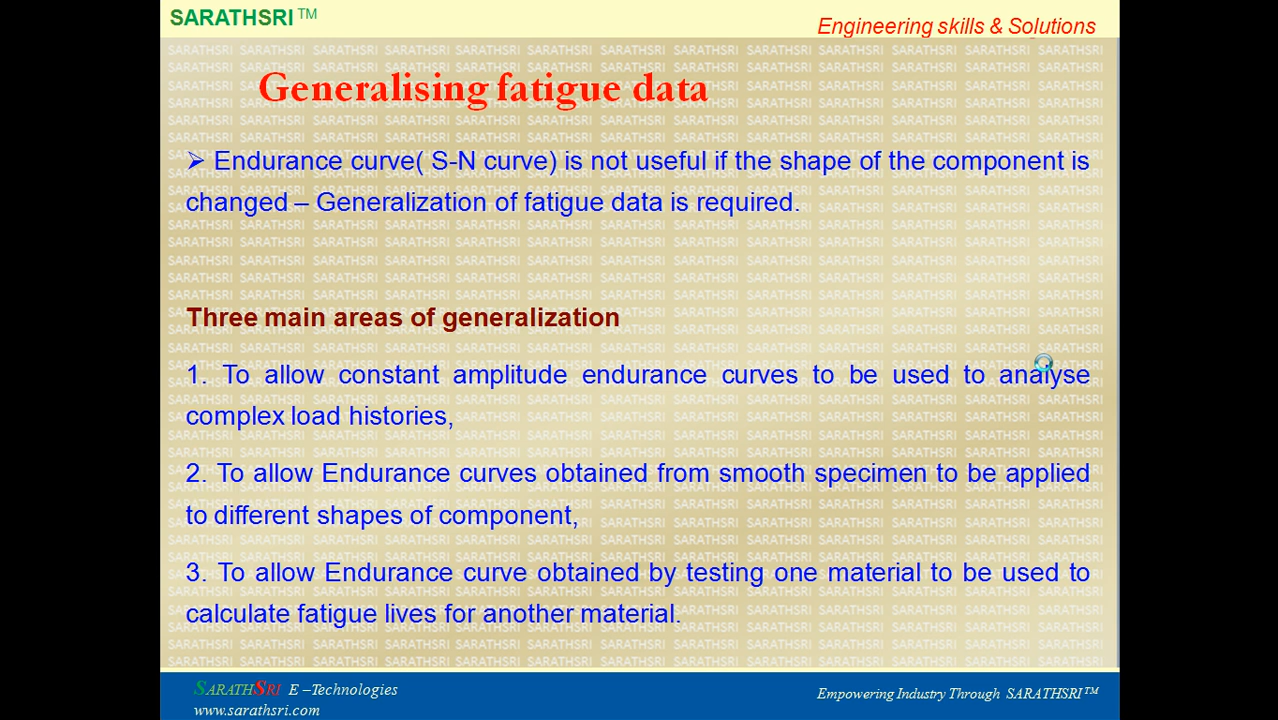 SARATHSRI TM
Engineering skills & Solutions
Generalising fatigue data
➢ Endurance curve( S-N curve) is not useful if the shape of the component is
changed – Generalization of fatigue data is required.
Three main areas of generalization
1. To allow constant amplitude endurance curves to be used to analyse
complex load histories,
2. To allow Endurance curves obtained from smooth specimen to be applied
to different shapes of component,
3. To allow Endurance curve obtained by testing one material to be used to
calculate fatigue lives for another material.
SARATHSRI E –Technologies
www.sarathsri.com
Empowering Industry Through SARATHSRI TM